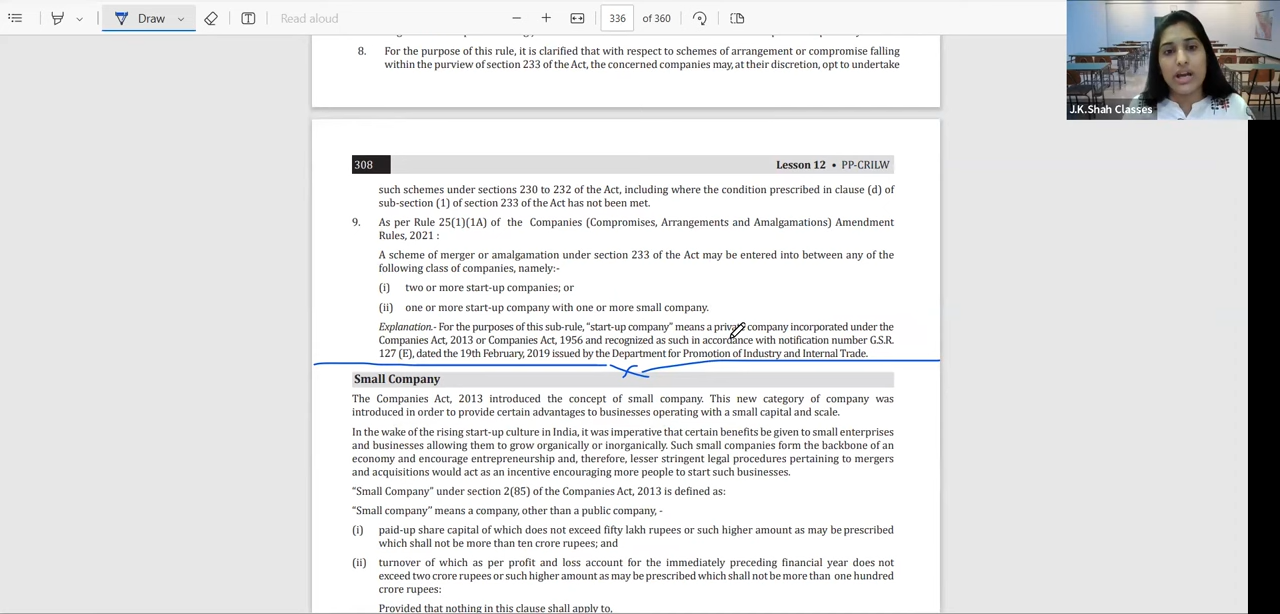 Draw
Read aloud
336 of 360
8. For the purpose of this rule, it is clarified that with respect to schemes of arrangement or compromise falling
within the purview of section 233 of the Act, the concerned companies may, at their discretion, opt to undertake
J.K.Shah Classes
308 Lesson 12 • PP-CRILW
such schemes under sections 230 to 232 of the Act, including where the condition prescribed in clause (d) of
sub-section (1) of section 233 of the Act has not been met.
9. As per Rule 25(1)(1A) of the Companies (Compromises, Arrangements and Amalgamations) Amendment
Rules, 2021 :
A scheme of merger or amalgamation under section 233 of the Act may be entered into between any of the
following class of companies, namely:-
(i) two or more start-up companies; or
(ii) one or more start-up company with one or more small company.
Explanation.- For the purposes of this sub-rule, "start-up company" means a private company incorporated under the
Companies Act, 2013 or Companies Act, 1956 and recognized as such in accordance with notification number G.S.R.
127 (E), dated the 19th February, 2019 issued by the Department for Promotion of Industry and Internal Trade.
Small Company
The Companies Act, 2013 introduced the concept of small company. This new category of company was
introduced in order to provide certain advantages to businesses operating with a small capital and scale.
In the wake of the rising start-up culture in India, it was imperative that certain benefits be given to small enterprises
and businesses allowing them to grow organically or inorganically. Such small companies form the backbone of an
economy and encourage entrepreneurship and, therefore, lesser stringent legal procedures pertaining to mergers
and acquisitions would act as an incentive encouraging more people to start such businesses.
"Small Company" under section 2(85) of the Companies Act, 2013 is defined as:
"Small company" means a company, other than a public company, -
(i) paid-up share capital of which does not exceed fifty lakh rupees or such higher amount as may be prescribed
which shall not be more than ten crore rupees; and
(ii) turnover of which as per profit and loss account for the immediately preceding financial year does not
exceed two crore rupees or such higher amount as may be prescribed which shall not be more than one hundred
crore rupees:
Provided that nothing in this clause shall apply to,